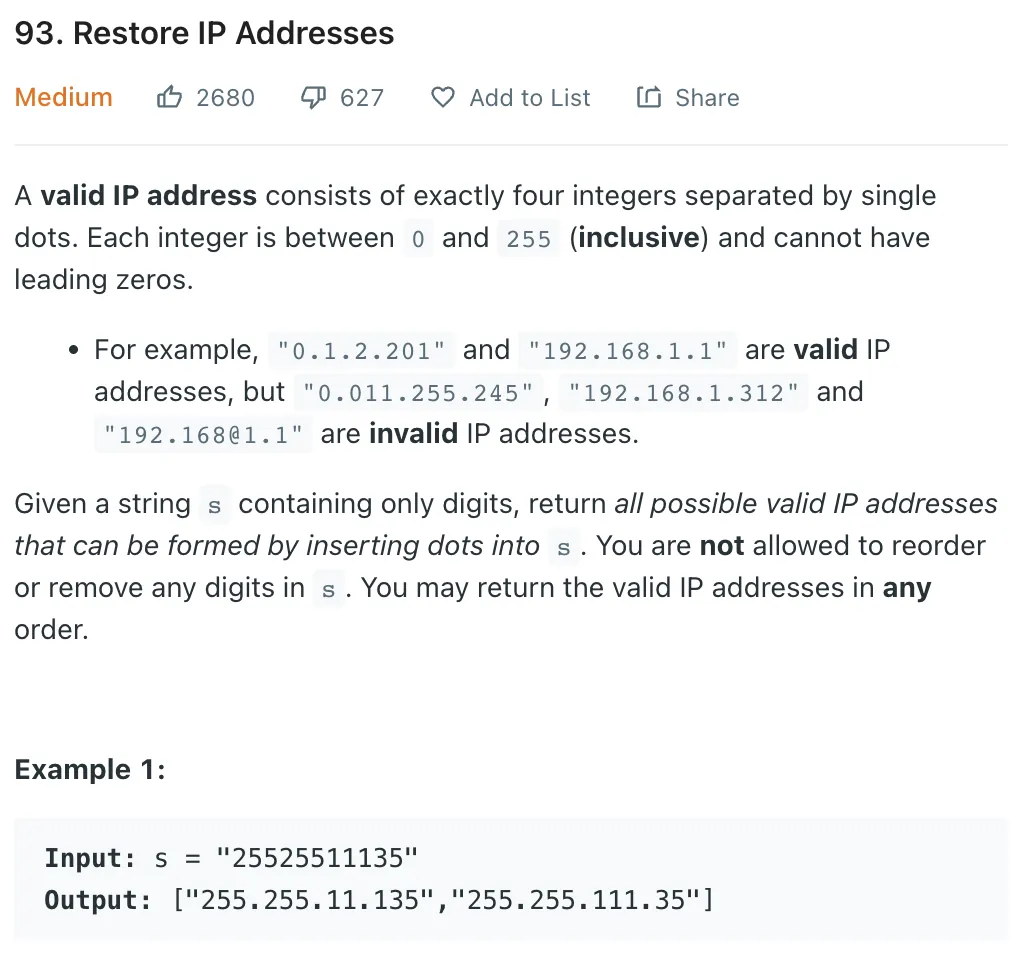 93. Restore IP Addresses
Medium 2680 627 Add to List Share
A valid IP address consists of exactly four integers separated by single
dots. Each integer is between 0 and 255 (inclusive) and cannot have
leading zeros.
• For example, "0.1.2.201" and "192.168.1.1" are valid IP
addresses, but "0.011.255.245", "192.168.1.312" and
"192.168@1.1" are invalid IP addresses.
Given a string s containing only digits, return all possible valid IP addresses
that can be formed by inserting dots into s. You are not allowed to reorder
or remove any digits in s. You may return the valid IP addresses in any
order.
Example 1:
Input: s = "25525511135"
Output: ["255.255.11.135","255.255.111.35"]